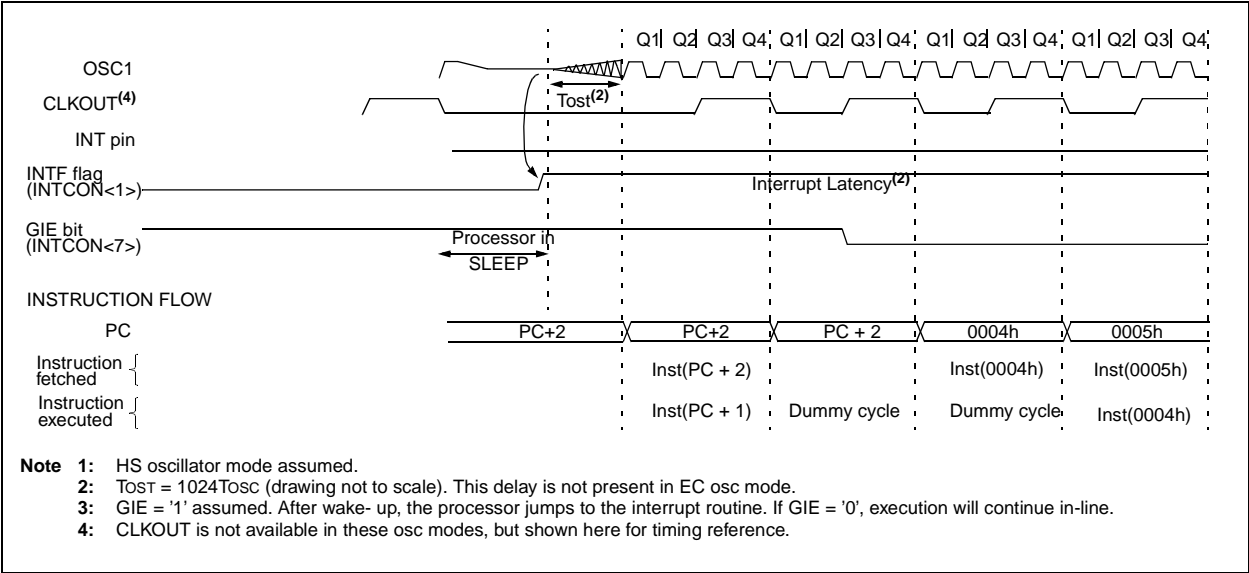 Q1 Q2 Q3 Q4 Q1 Q2 Q3 Q4 Q1 Q2 Q3 Q4 Q1 Q2 Q3 Q4
OSC1
CLKOUT(4)
Tost(2)
INT pin
INTF flag
(INTCON<1>)
Interrupt Latency(2)
GIE bit
(INTCON<7>)
Processor in
SLEEP
INSTRUCTION FLOW
PC PC+2 PC+2 PC + 2 0004h 0005h
Instruction
fetched
Inst(PC + 2) Inst(0004h) Inst(0005h)
Instruction
executed
Inst(PC + 1) Dummy cycle Dummy cycle Inst(0004h)
Note 1: HS oscillator mode assumed.
2: TOST = 1024TOSC (drawing not to scale). This delay is not present in EC osc mode.
3: GIE = '1' assumed. After wake- up, the processor jumps to the interrupt routine. If GIE = '0', execution will continue in-line.
4: CLKOUT is not available in these osc modes, but shown here for timing reference.